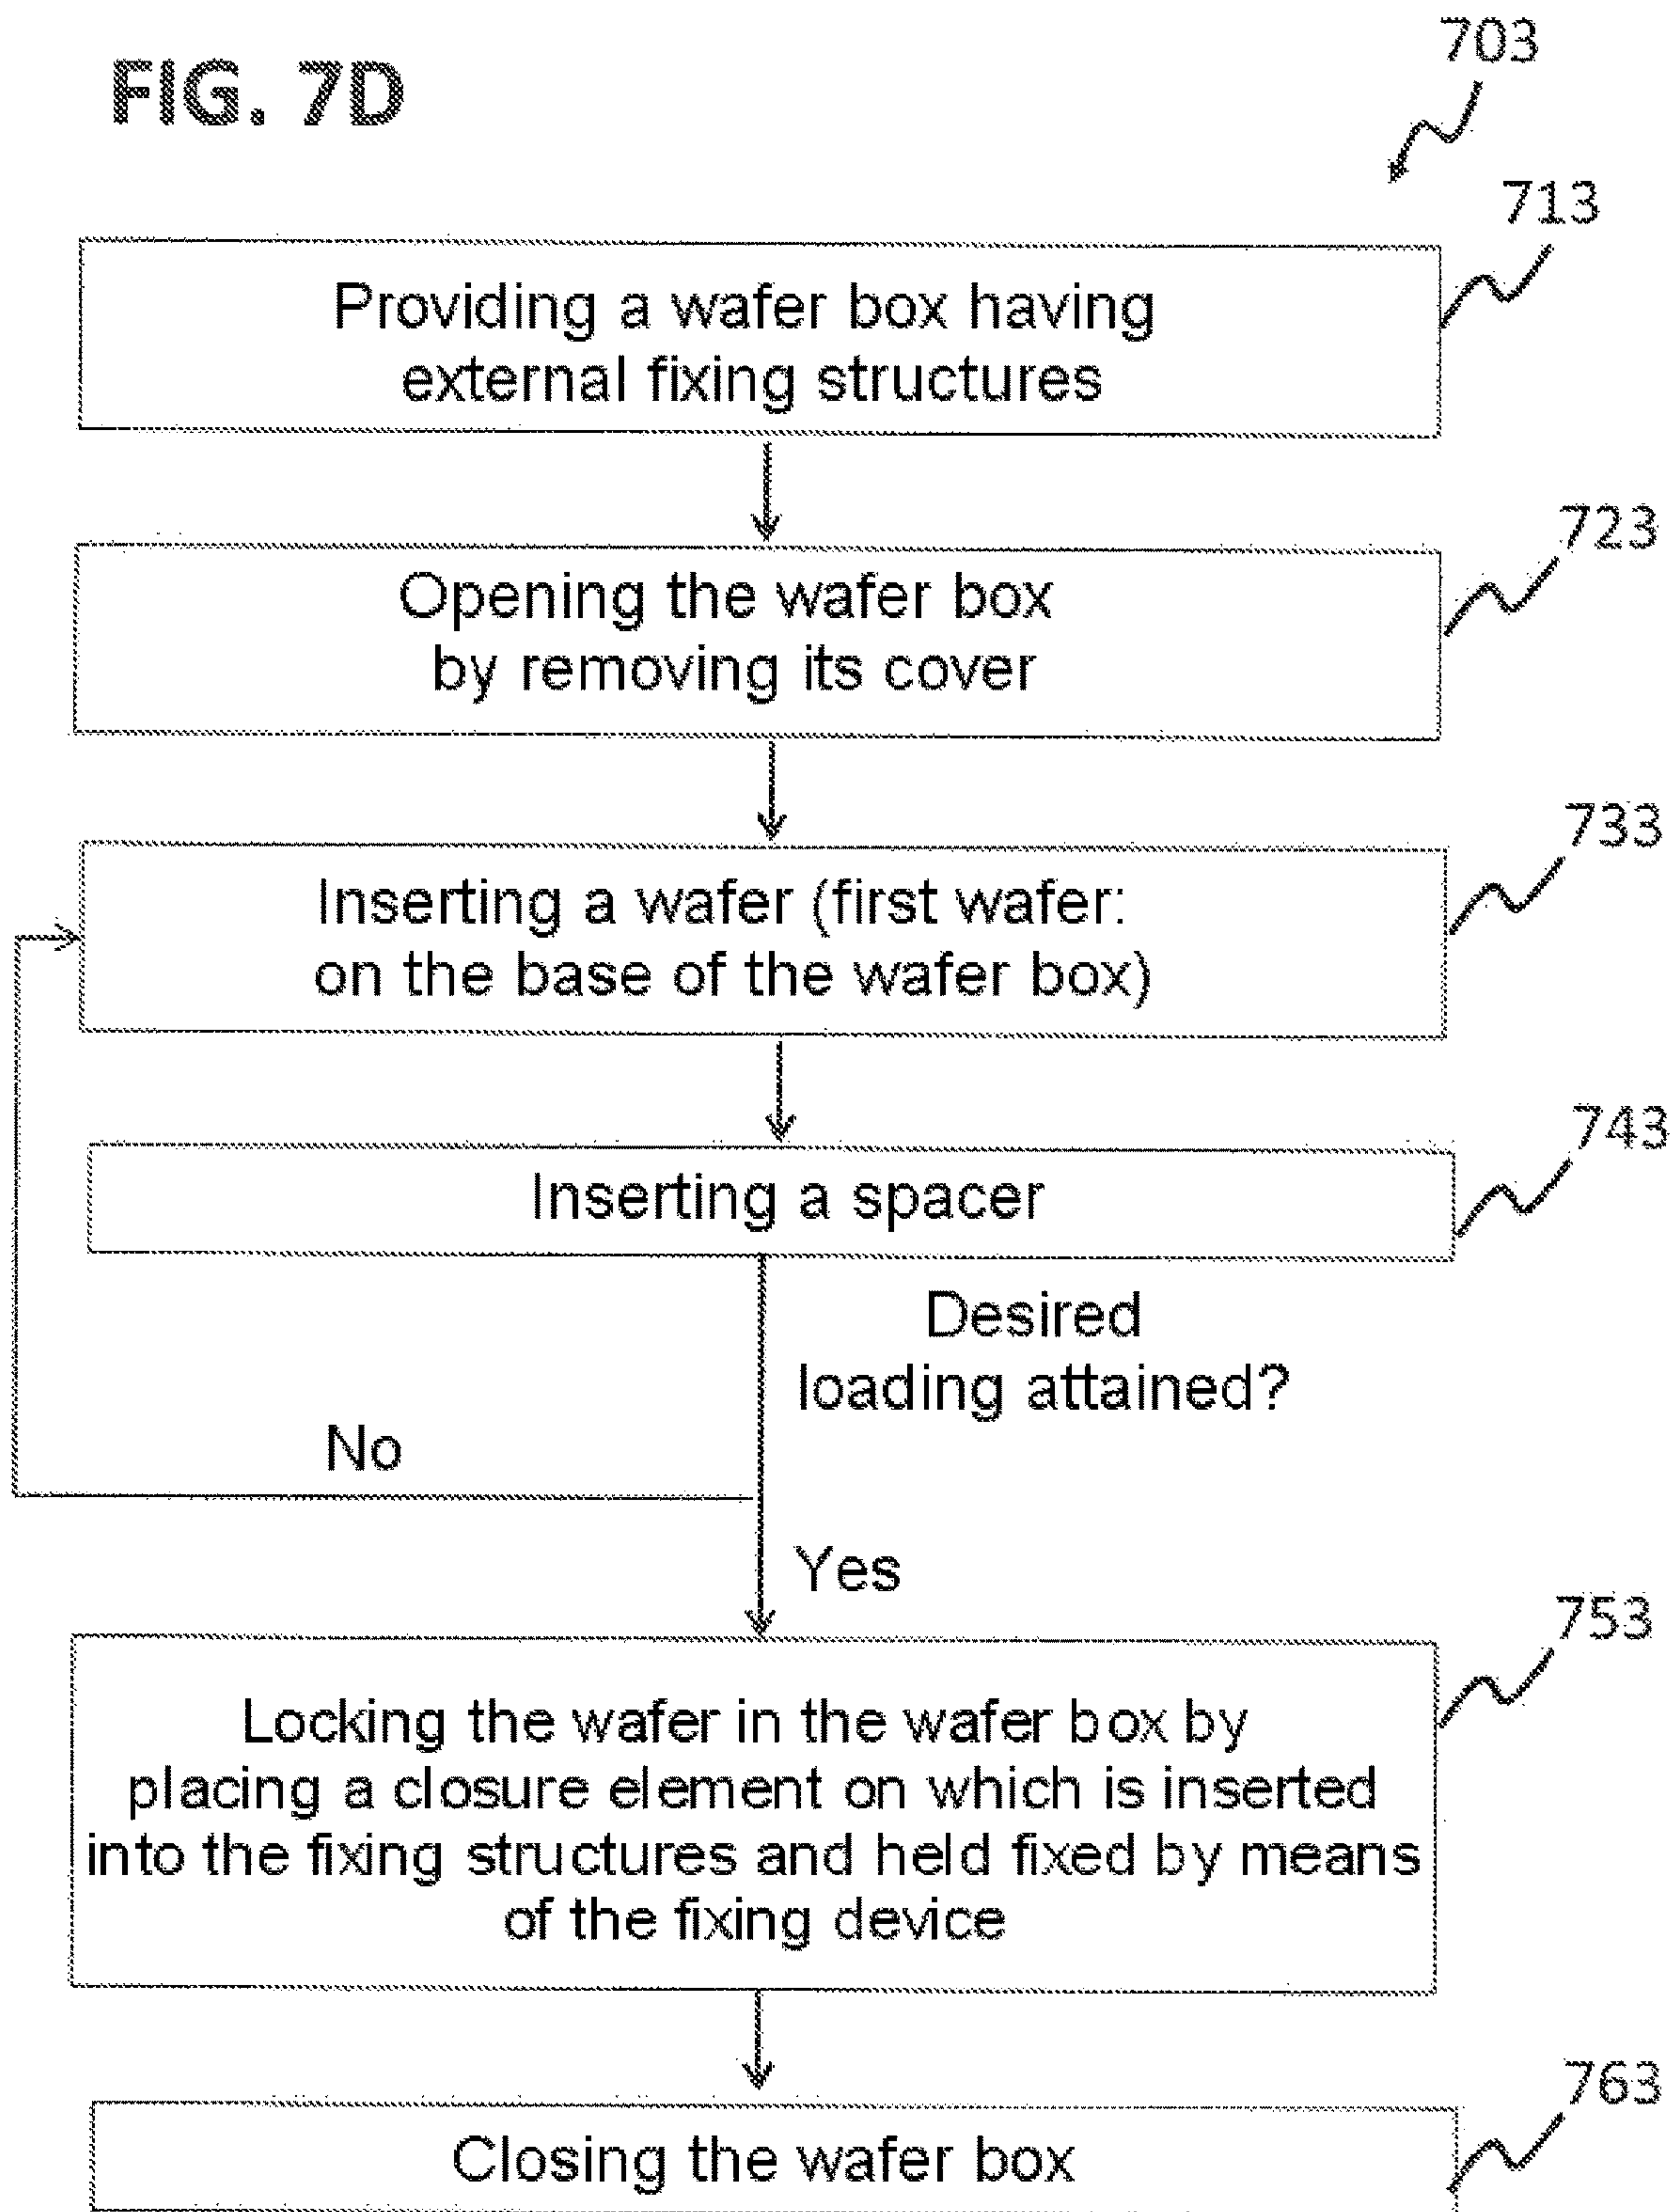 FIG. 7D
703
713
Providing a wafer box having
external fixing structures
723
Opening the wafer box
by removing its cover
733
Inserting a wafer (first wafer:
on the base of the wafer box)
743
Inserting a spacer
Desired
loading attained?
No
Yes
753
Locking the wafer in the wafer box by
placing a closure element on which is inserted
into the fixing structures and held fixed by means
of the fixing device
763
Closing the wafer box